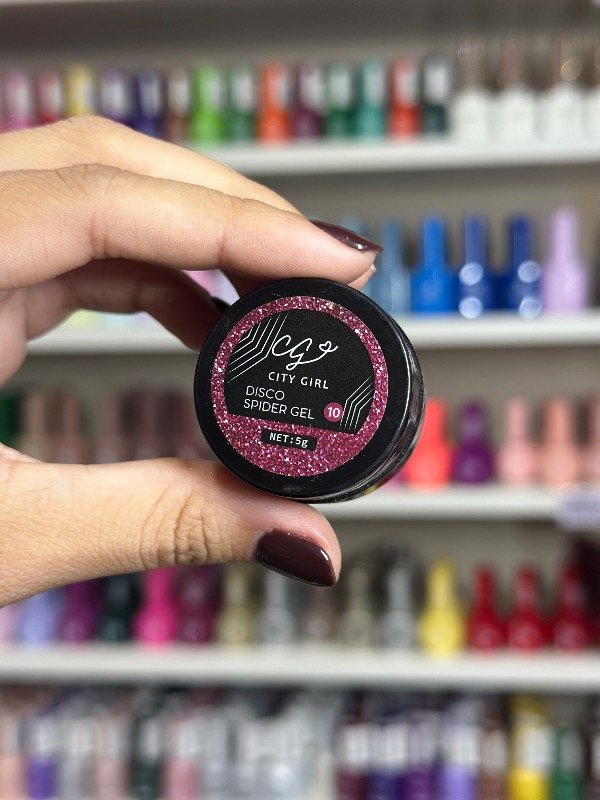 CG
CITY GIRL
DISCO
SPIDER GEL 10
NET:5g